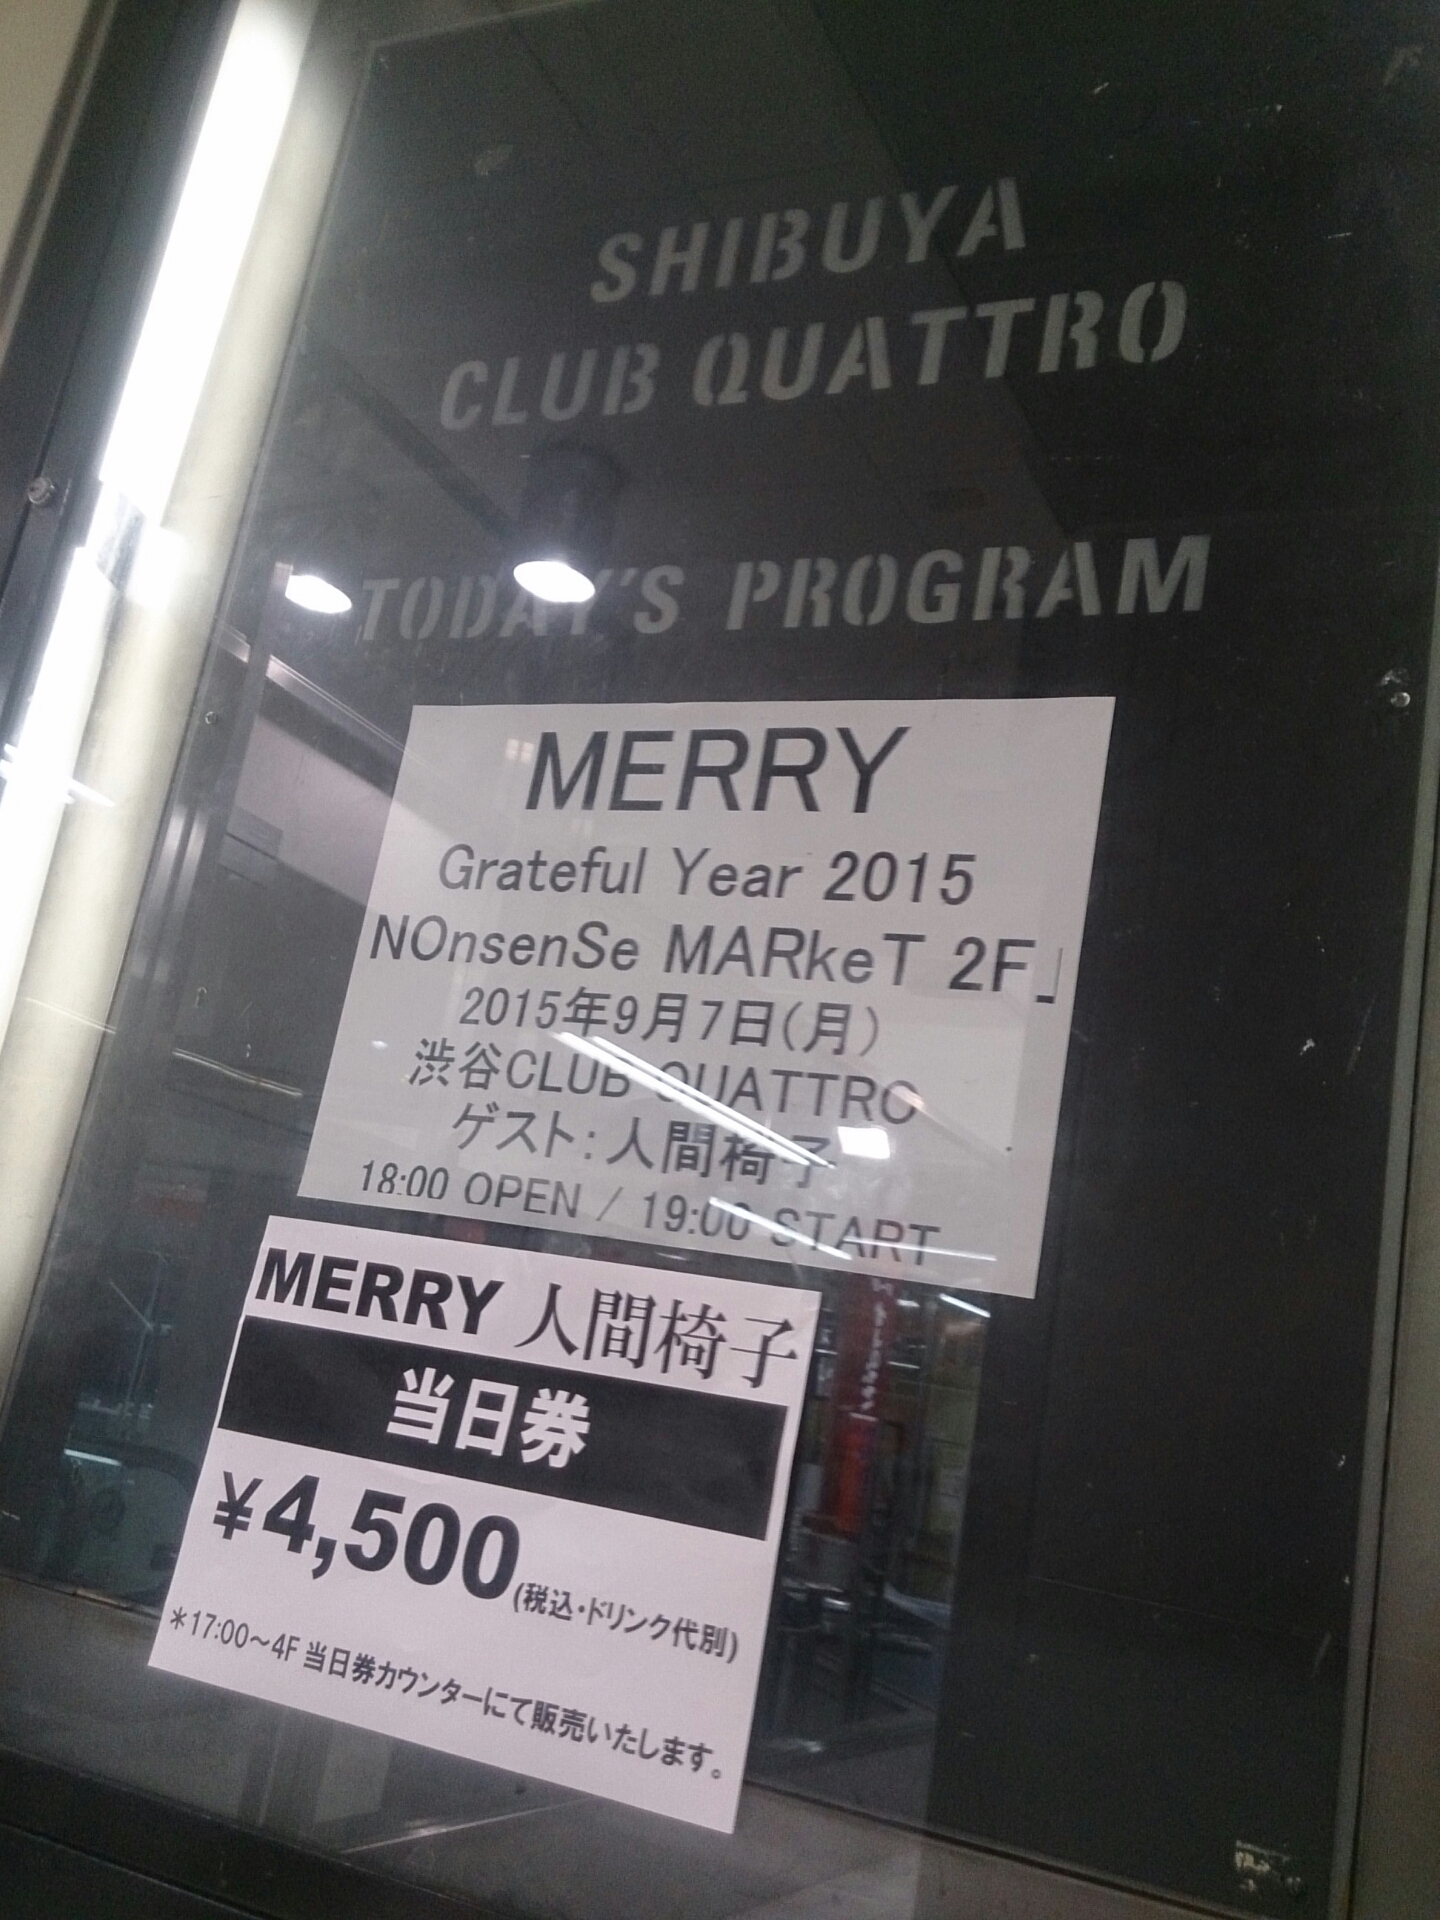 SHIBUYA
CLUB QUATTRO
TODAY'S PROGRAM
MERRY
Grateful Year 2015
NOnsenSe MARkeT 2F」
2015年9月7日(月)
渋谷CLUB QUATTRO
ゲスト:人間椅子
18:00 OPEN / 19:00 START
MERRY 人間椅子
当日券
¥4,500(税込・ドリンク代別)
*17:00～4F 当日券カウンターにて販売いたします。